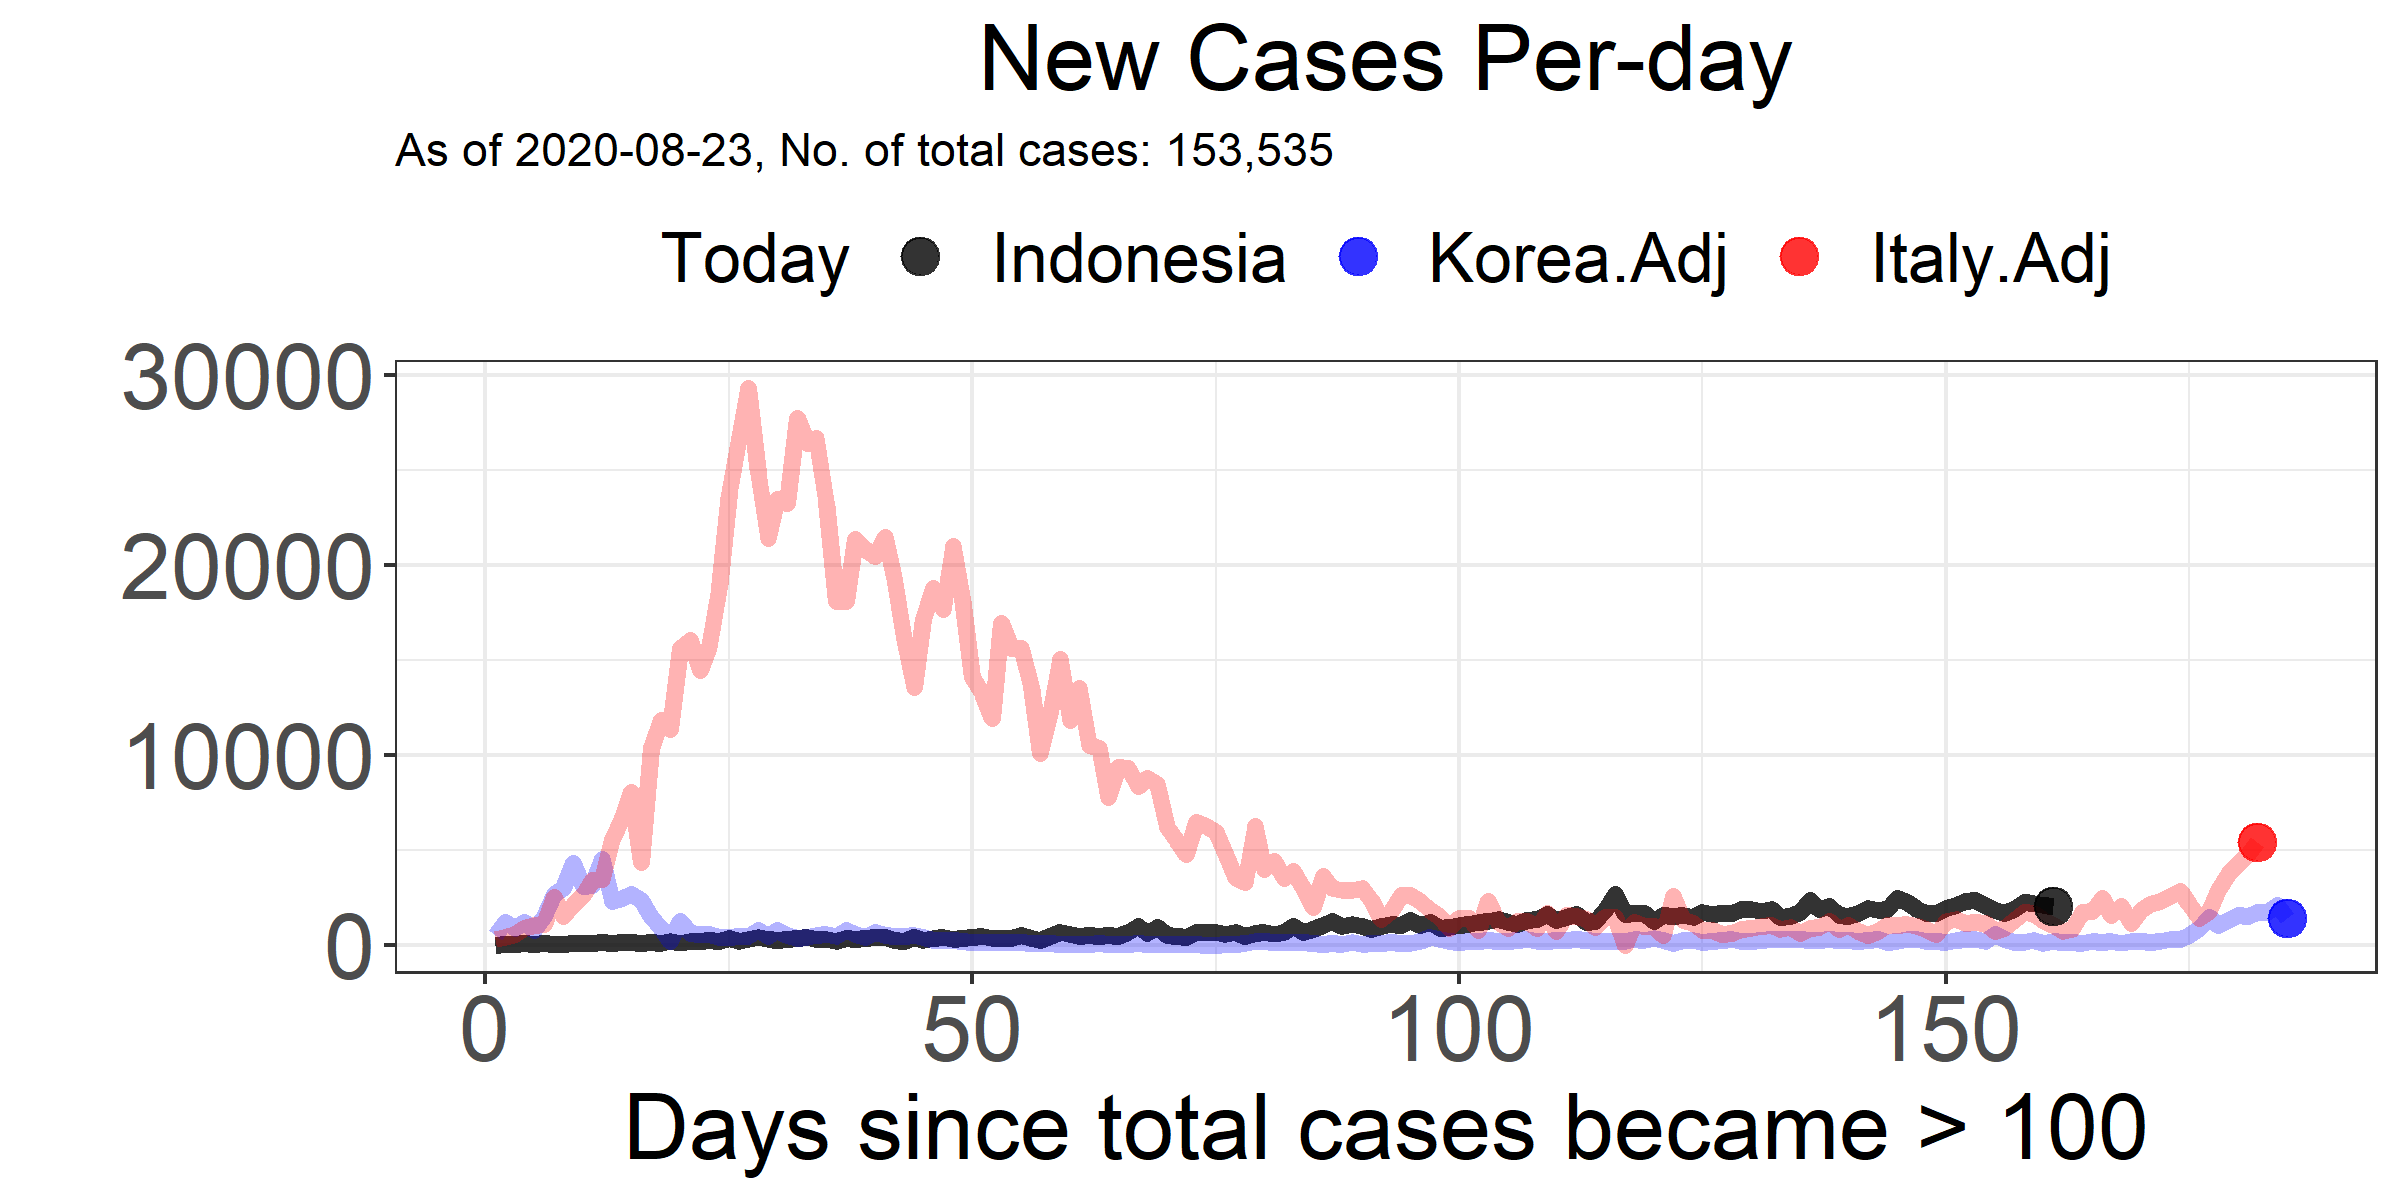 New Cases Per-day
As of 2020-08-23, No. of total cases: 153,535
Today Indonesia Korea.Adj Italy.Adj
30000
20000
10000
0
0 50 100 150
Days since total cases became > 100